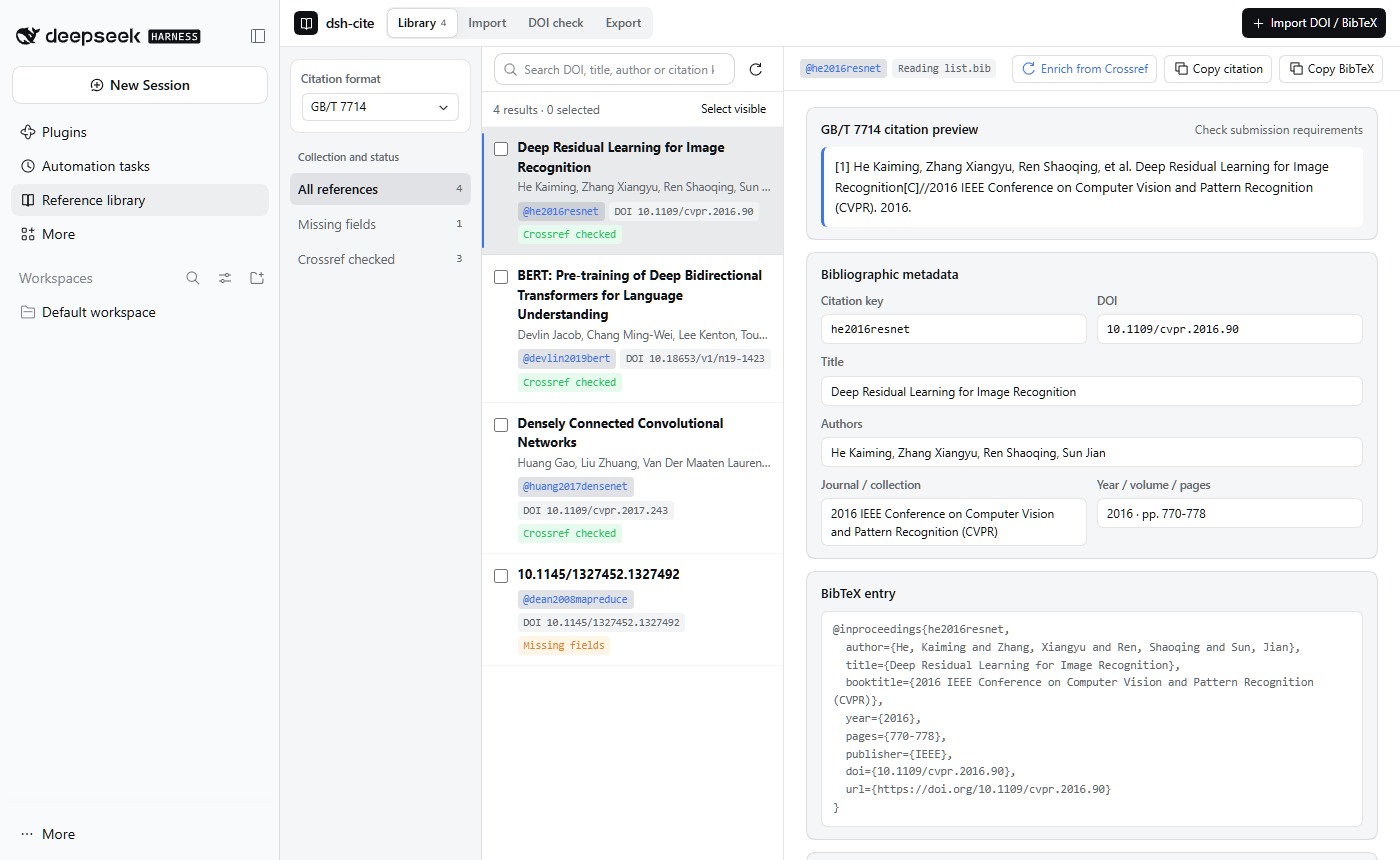 deepseek HARNESS
New Session
Plugins
Automation tasks
Reference library
More
Workspaces
Default workspace
More
dsh-cite
Library 4
Import
DOI check
Export
Import DOI / BibTeX
Citation format
GB/T 7714
Collection and status
All references 4
Missing fields 1
Crossref checked 3
Search DOI, title, author or citation
4 results · 0 selected
Select visible
Deep Residual Learning for Image
Recognition
He Kaiming, Zhang Xiangyu, Ren Shaoqing, Sun ...
@he2016resnet DOI 10.1109/cvpr.2016.90
Crossref checked
BERT: Pre-training of Deep Bidirectional
Transformers for Language
Understanding
Devlin Jacob, Chang Ming-Wei, Lee Kenton, Tou...
@devlin2019bert DOI 10.18653/v1/n19-1423
Crossref checked
Densely Connected Convolutional
Networks
Huang Gao, Liu Zhuang, Van Der Maaten Lauren...
@huang2017densenet
DOI 10.1109/cvpr.2017.243
Crossref checked
10.1145/1327452.1327492
@dean2008mapreduce
DOI 10.1145/1327452.1327492
Missing fields
@he2016resnet Reading list.bib
Enrich from Crossref
Copy citation
Copy BibTeX
GB/T 7714 citation preview
Check submission requirements
[1] He Kaiming, Zhang Xiangyu, Ren Shaoqing, et al. Deep Residual Learning for Image
Recognition[C]//2016 IEEE Conference on Computer Vision and Pattern Recognition
(CVPR). 2016.
Bibliographic metadata
Citation key
he2016resnet
DOI
10.1109/cvpr.2016.90
Title
Deep Residual Learning for Image Recognition
Authors
He Kaiming, Zhang Xiangyu, Ren Shaoqing, Sun Jian
Journal / collection
2016 IEEE Conference on Computer Vision
and Pattern Recognition (CVPR)
Year / volume / pages
2016 · pp. 770-778
BibTeX entry
@inproceedings{he2016resnet,
  author={He, Kaiming and Zhang, Xiangyu and Ren, Shaoqing and Sun, Jian},
  title={Deep Residual Learning for Image Recognition},
  booktitle={2016 IEEE Conference on Computer Vision and Pattern Recognition
(CVPR)},
  year={2016},
  pages={770-778},
  publisher={IEEE},
  doi={10.1109/cvpr.2016.90},
  url={https://doi.org/10.1109/cvpr.2016.90}
}